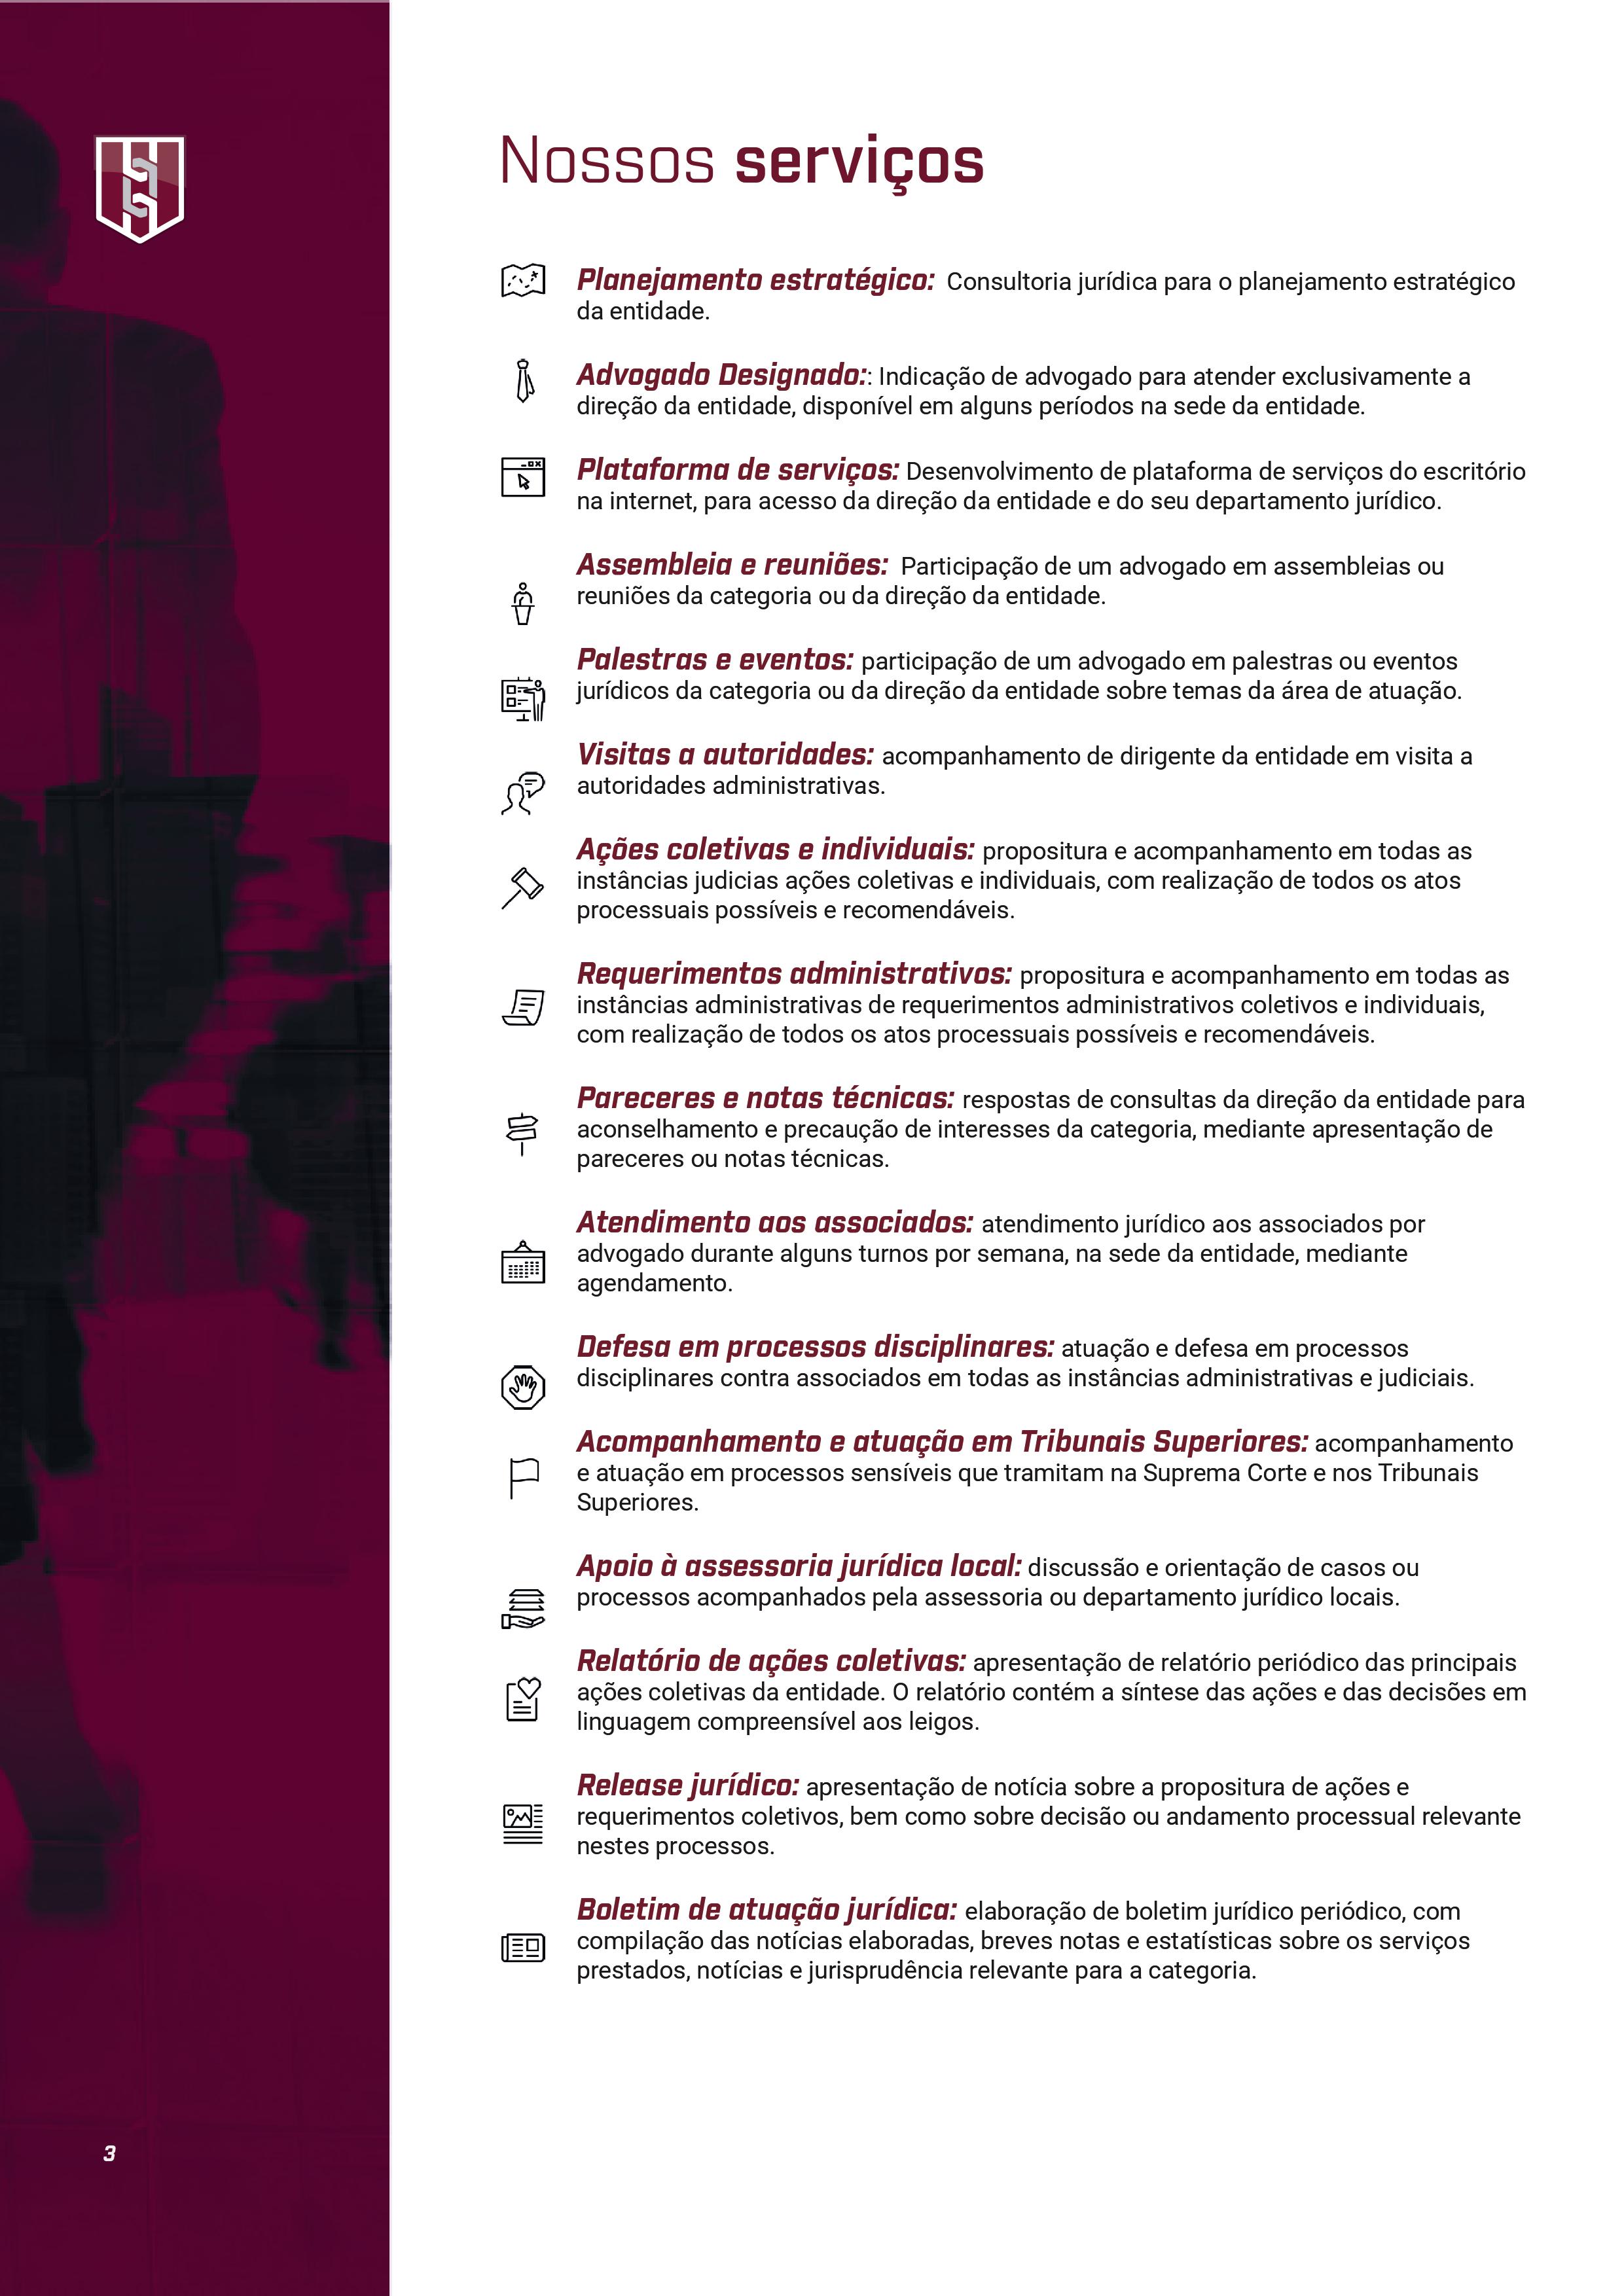 Nossos serviços
Planejamento estratégico: Consultoria jurídica para o planejamento estratégico
da entidade.
Advogado Designado:: Indicação de advogado para atender exclusivamente a
direção da entidade, disponível em alguns períodos na sede da entidade.
Plataforma de serviços: Desenvolvimento de plataforma de serviços do escritório
na internet, para acesso da direção da entidade e do seu departamento jurídico.
Assembleia e reuniões: Participação de um advogado em assembleias ou
reuniões da categoria ou da direção da entidade.
Palestras e eventos: participação de um advogado em palestras ou eventos
jurídicos da categoria ou da direção da entidade sobre temas da área de atuação.
Visitas a autoridades: acompanhamento de dirigente da entidade em visita a
autoridades administrativas.
Ações coletivas e individuais: propositura e acompanhamento em todas as
instâncias judicias ações coletivas e individuais, com realização de todos os atos
processuais possíveis e recomendáveis.
Requerimentos administrativos: propositura e acompanhamento em todas as
instâncias administrativas de requerimentos administrativos coletivos e individuais,
com realização de todos os atos processuais possíveis e recomendáveis.
Pareceres e notas técnicas: respostas de consultas da direção da entidade para
aconselhamento e precaução de interesses da categoria, mediante apresentação de
pareceres ou notas técnicas.
Atendimento aos associados: atendimento jurídico aos associados por
advogado durante alguns turnos por semana, na sede da entidade, mediante
agendamento.
Defesa em processos disciplinares: atuação e defesa em processos
disciplinares contra associados em todas as instâncias administrativas e judiciais.
Acompanhamento e atuação em Tribunais Superiores: acompanhamento
e atuação em processos sensíveis que tramitam na Suprema Corte e nos Tribunais
Superiores.
Apoio à assessoria jurídica local: discussão e orientação de casos ou
processos acompanhados pela assessoria ou departamento jurídico locais.
Relatório de ações coletivas: apresentação de relatório periódico das principais
ações coletivas da entidade. O relatório contém a síntese das ações e das decisões em
linguagem compreensível aos leigos.
Release jurídico: apresentação de notícia sobre a propositura de ações e
requerimentos coletivos, bem como sobre decisão ou andamento processual relevante
nestes processos.
Boletim de atuação jurídica: elaboração de boletim jurídico periódico, com
compilação das notícias elaboradas, breves notas e estatísticas sobre os serviços
prestados, notícias e jurisprudência relevante para a categoria.
3